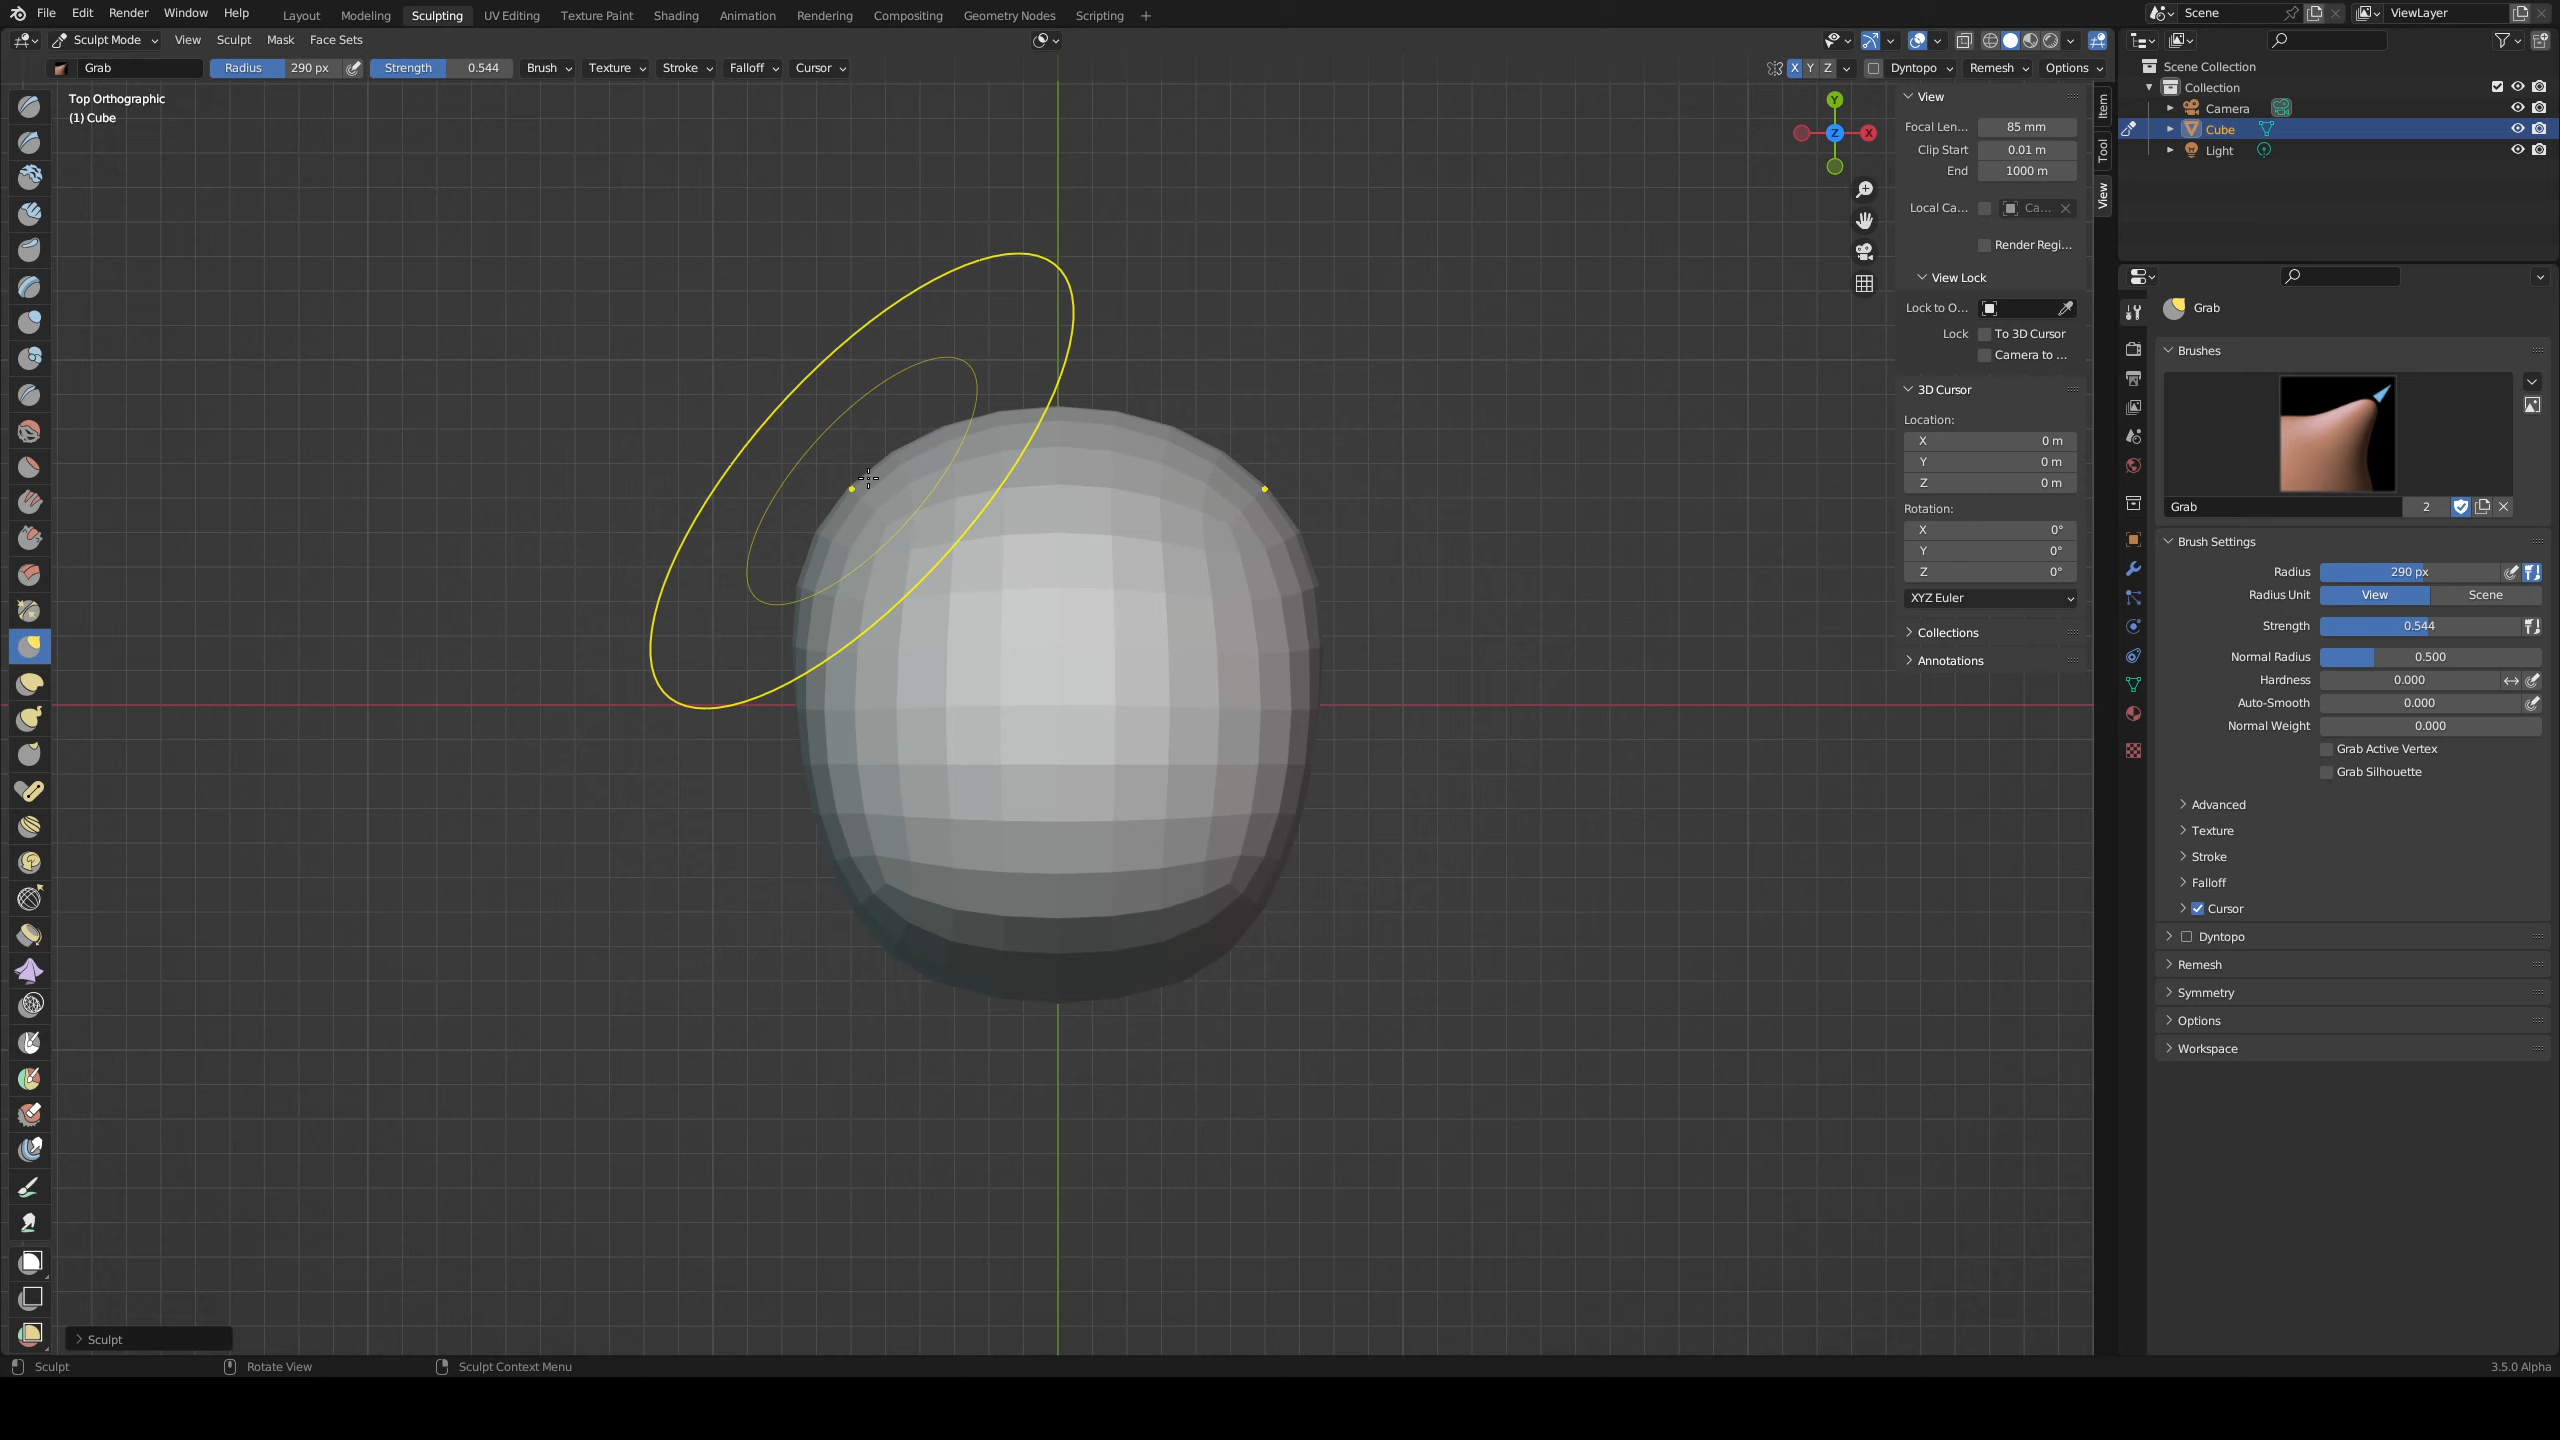 File Edit Render Window Help Layout Modeling Sculpting UV Editing Texture Paint Shading Animation Rendering Compositing Geometry Nodes Scripting + Scene ViewLayer
Sculpt Mode View Sculpt Mask Face Sets
Grab Radius 290 px Strength 0.544 Brush Texture Stroke Falloff Cursor X Y Z Dyntopo Remesh Options
Top Orthographic
(1) Cube
Y
Z X
View
Focal Len... 85 mm
Clip Start 0.01 m
End 1000 m
Local Ca... Ca...
Render Regi...
View Lock
Lock to O...
Lock To 3D Cursor
Camera to ...
3D Cursor
Location:
X 0 m
Y 0 m
Z 0 m
Rotation:
X 0°
Y 0°
Z 0°
XYZ Euler
Collections
Annotations
Item
Tool
View
Scene Collection
Collection
Camera
Cube
Light
Grab
Brushes
Grab 2
Brush Settings
Radius 290 px
Radius Unit View Scene
Strength 0.544
Normal Radius 0.500
Hardness 0.000
Auto-Smooth 0.000
Normal Weight 0.000
Grab Active Vertex
Grab Silhouette
Advanced
Texture
Stroke
Falloff
Cursor
Dyntopo
Remesh
Symmetry
Options
Workspace
Sculpt
Sculpt Rotate View Sculpt Context Menu 3.5.0 Alpha